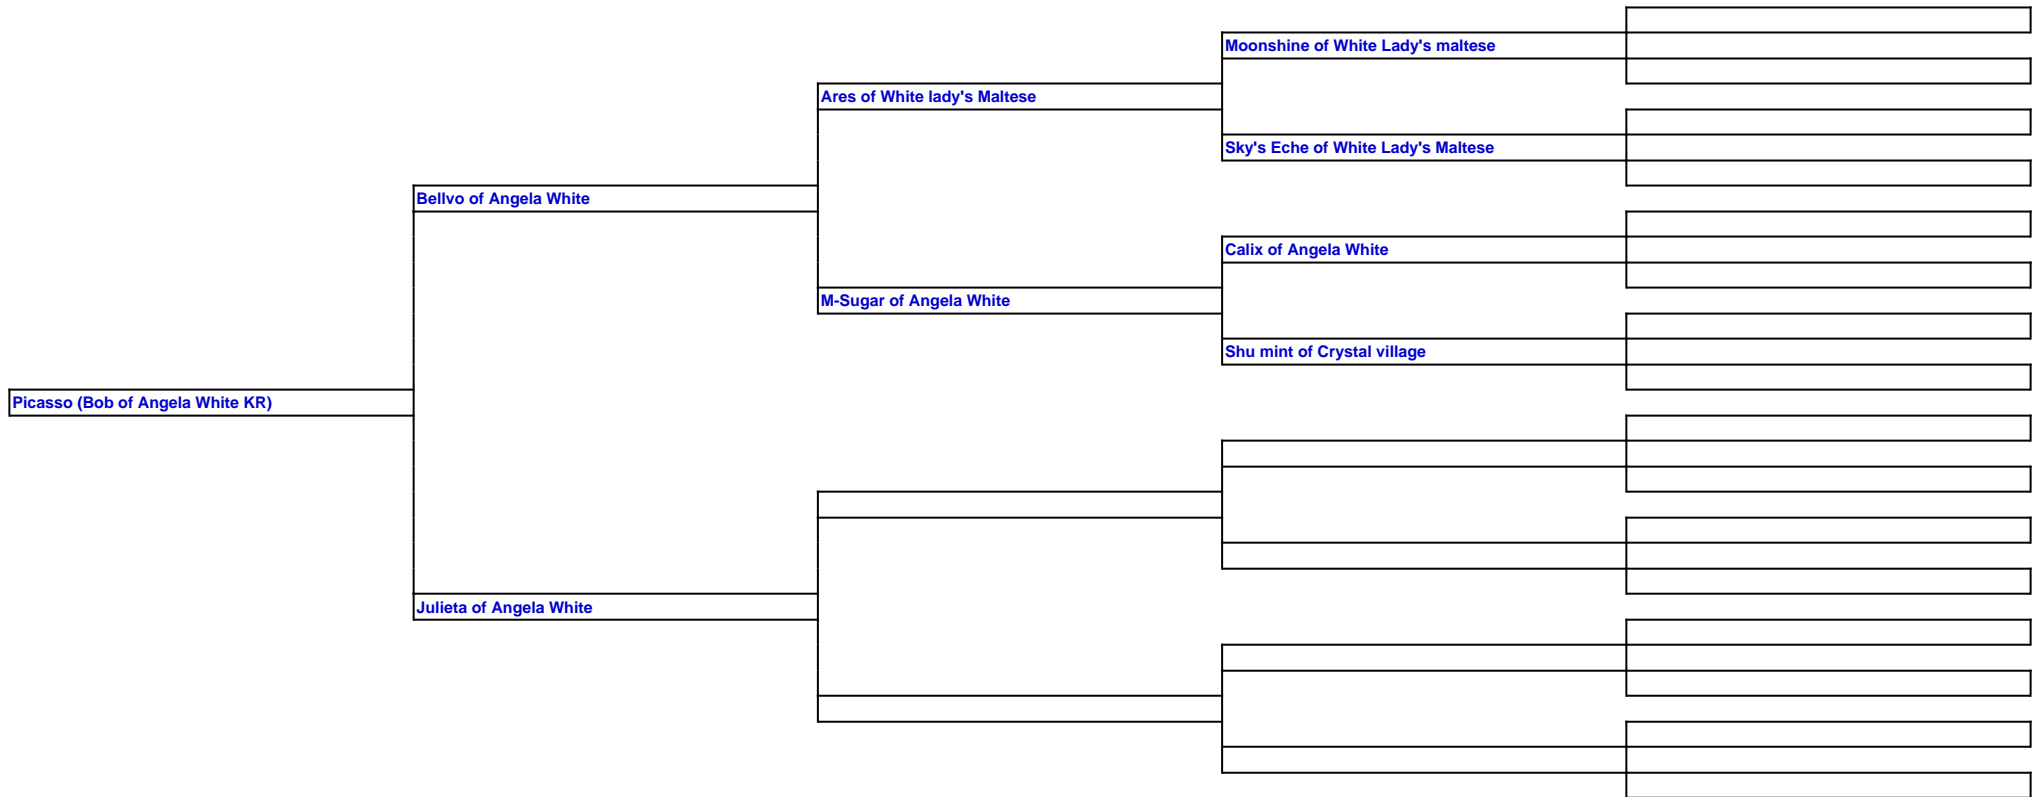 Moonshine of White Lady's maltese
Ares of White lady's Maltese
Sky's Eche of White Lady's Maltese
Bellvo of Angela White
Calix of Angela White
M-Sugar of Angela White
Shu mint of Crystal village
Picasso (Bob of Angela White KR)
Julieta of Angela White